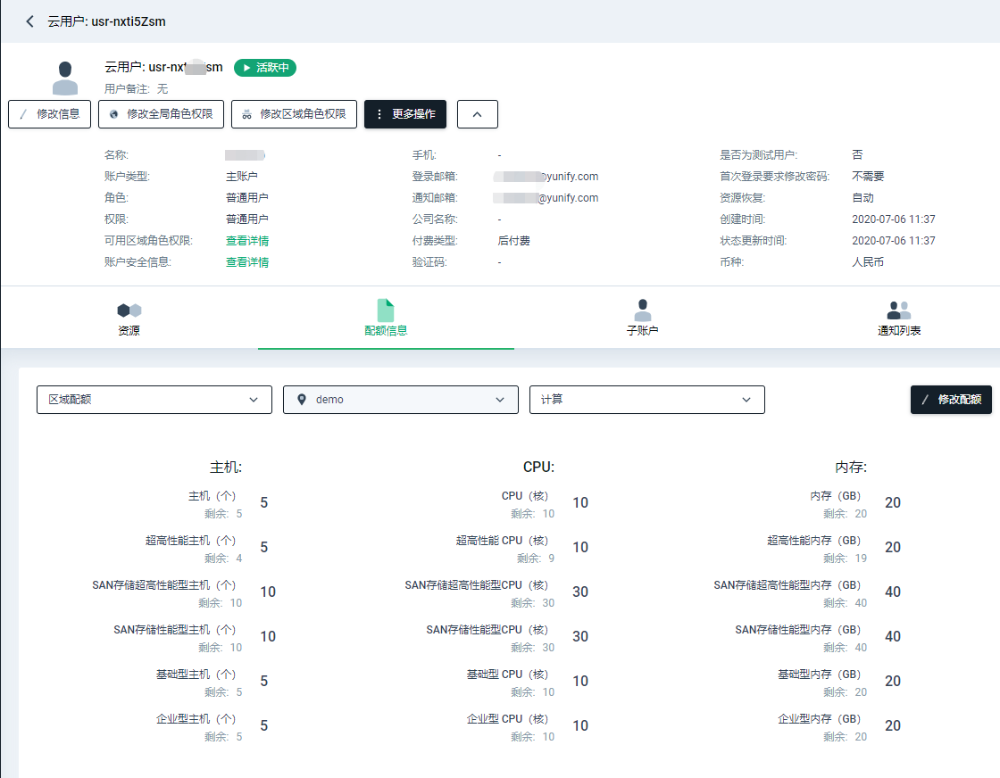 云用户: usr-nxti5Zsm
云用户: usr-nxt sm 活跃中
用户备注: 无
修改信息 修改全局角色权限 修改区域角色权限 更多操作
名称: 手机: - 是否为测试用户: 否
账户类型: 主账户 登录邮箱: @yunify.com 首次登录要求修改密码: 不需要
角色: 普通用户 通知邮箱: @yunify.com 资源恢复: 自动
权限: 普通用户 公司名称: - 创建时间: 2020-07-06 11:37
可用区域角色权限: 查看详情 付费类型: 后付费 状态更新时间: 2020-07-06 11:37
账户安全信息: 查看详情 验证码: - 币种: 人民币
资源 配额信息 子账户 通知列表
区域配额 demo 计算 修改配额
主机: CPU: 内存:
主机（个） 5 CPU（核） 10 内存（GB） 20
剩余: 5 剩余: 10 剩余: 20
超高性能主机（个） 5 超高性能 CPU（核） 10 超高性能内存（GB） 20
剩余: 4 剩余: 9 剩余: 19
SAN存储超高性能型主机（个） 10 SAN存储超高性能型CPU（核） 30 SAN存储超高性能型内存（GB） 40
剩余: 10 剩余: 30 剩余: 40
SAN存储性能型主机（个） 10 SAN存储性能型CPU（核） 30 SAN存储性能型内存（GB） 40
剩余: 10 剩余: 30 剩余: 40
基础型主机（个） 5 基础型 CPU（核） 10 基础型内存（GB） 20
剩余: 5 剩余: 10 剩余: 20
企业型主机（个） 5 企业型 CPU（核） 10 企业型内存（GB） 20
剩余: 5 剩余: 10 剩余: 20